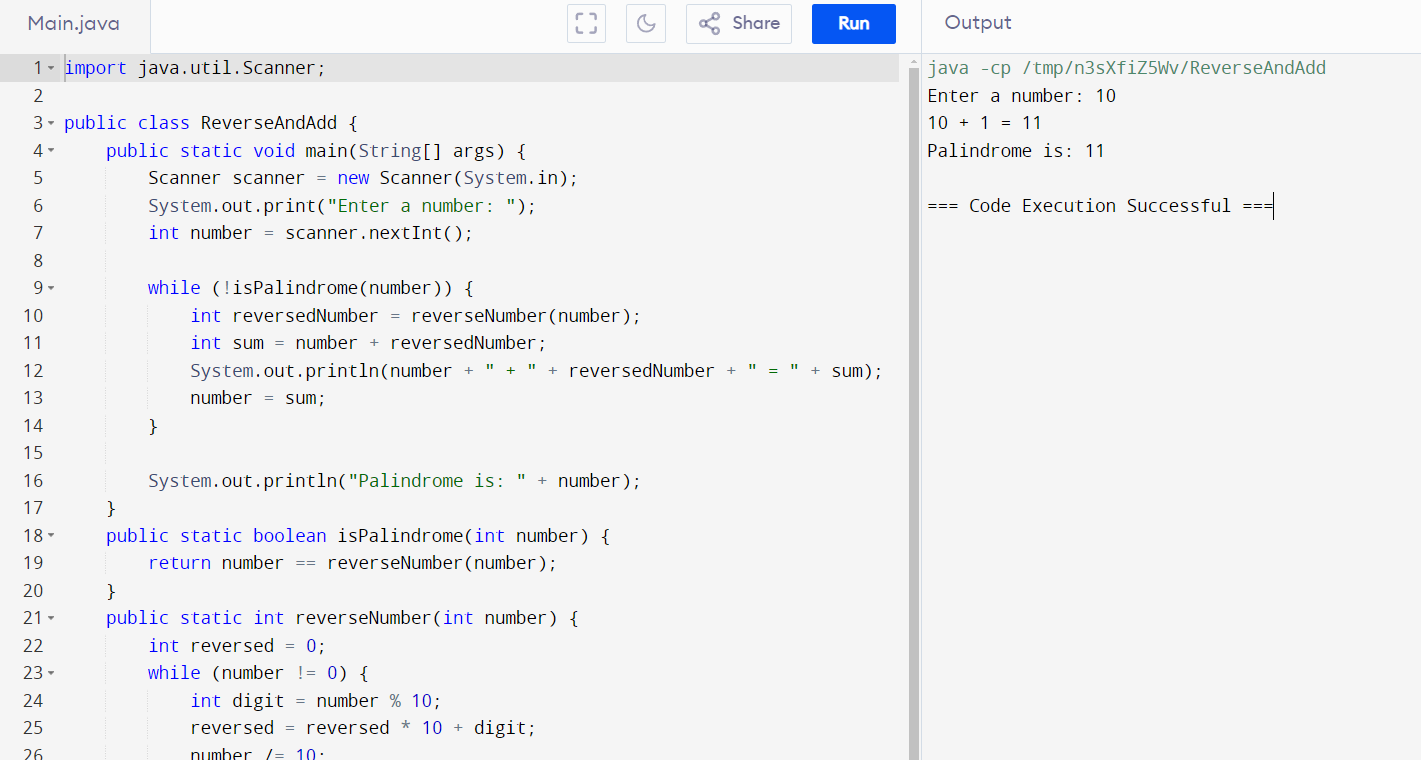 Main.java
Share
Run
Output
1 import java.util.Scanner;
2
3 public class ReverseAndAdd {
4     public static void main(String[] args) {
5         Scanner scanner = new Scanner(System.in);
6         System.out.print("Enter a number: ");
7         int number = scanner.nextInt();
8
9         while (!isPalindrome(number)) {
10             int reversedNumber = reverseNumber(number);
11             int sum = number + reversedNumber;
12             System.out.println(number + " + " + reversedNumber + " = " + sum);
13             number = sum;
14         }
15
16         System.out.println("Palindrome is: " + number);
17     }
18     public static boolean isPalindrome(int number) {
19         return number == reverseNumber(number);
20     }
21     public static int reverseNumber(int number) {
22         int reversed = 0;
23         while (number != 0) {
24             int digit = number % 10;
25             reversed = reversed * 10 + digit;
26             number /= 10;
java -cp /tmp/n3sXfiZ5Wv/ReverseAndAdd
Enter a number: 10
10 + 1 = 11
Palindrome is: 11
=== Code Execution Successful ===